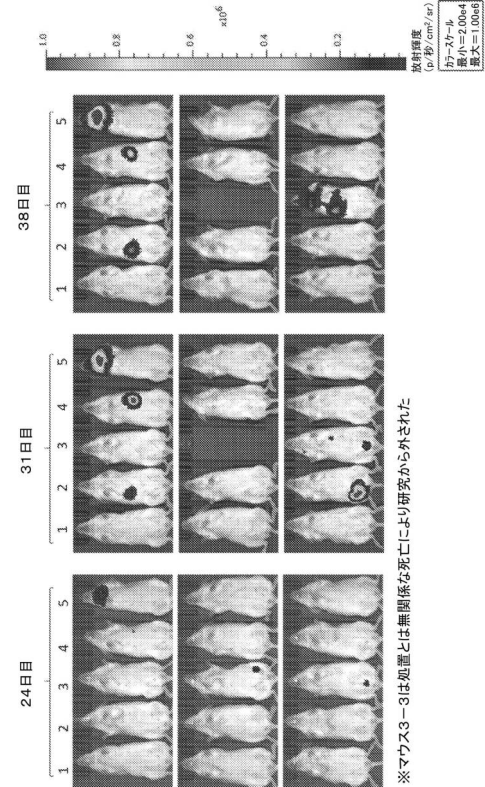 24日目
1 2 3 4 5
31日目
1 2 3 4 5
38日目
1 2 3 4 5
1.0
0.8
x10⁶
0.4
0.2
放射輝度
(p/秒/cm²/sr)
カラースケール
最小=2.00e4
最大=1.00e6
※マウス3-3は処置とは無関係な死亡により研究から外された